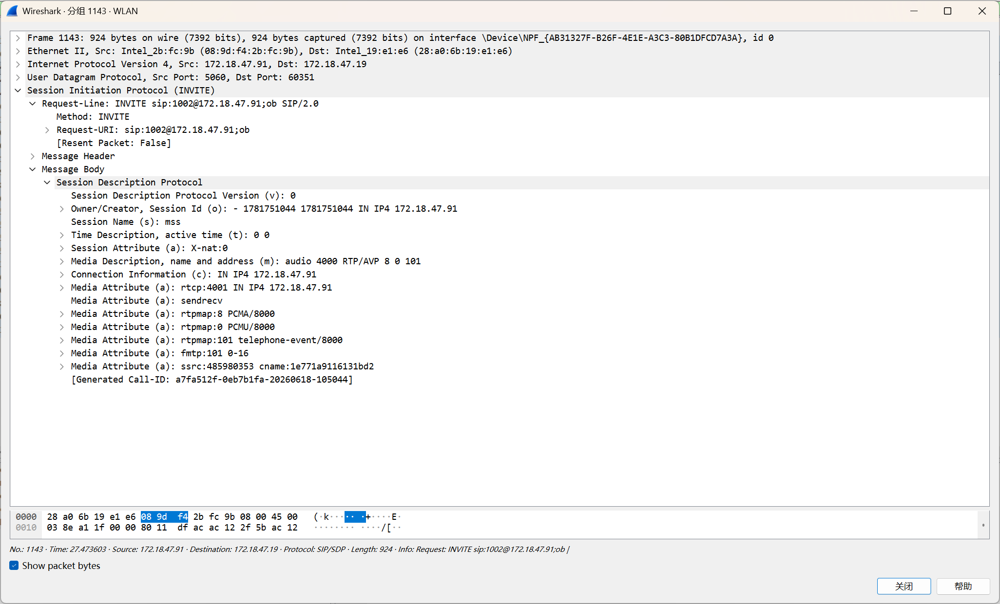 Wireshark · 分组 1143 · WLAN
Frame 1143: 924 bytes on wire (7392 bits), 924 bytes captured (7392 bits) on interface \Device\NPF_{AB31327F-B26F-4E1E-A3C3-80B1DFCD7A3A}, id 0
Ethernet II, Src: Intel_2b:fc:9b (08:9d:f4:2b:fc:9b), Dst: Intel_19:e1:e6 (28:a0:6b:19:e1:e6)
Internet Protocol Version 4, Src: 172.18.47.91, Dst: 172.18.47.19
User Datagram Protocol, Src Port: 5060, Dst Port: 60351
Session Initiation Protocol (INVITE)
Request-Line: INVITE sip:1002@172.18.47.91;ob SIP/2.0
Method: INVITE
Request-URI: sip:1002@172.18.47.91;ob
[Resent Packet: False]
Message Header
Message Body
Session Description Protocol
Session Description Protocol Version (v): 0
Owner/Creator, Session Id (o): - 1781751044 1781751044 IN IP4 172.18.47.91
Session Name (s): mss
Time Description, active time (t): 0 0
Session Attribute (a): X-nat:0
Media Description, name and address (m): audio 4000 RTP/AVP 8 0 101
Connection Information (c): IN IP4 172.18.47.91
Media Attribute (a): rtcp:4001 IN IP4 172.18.47.91
Media Attribute (a): sendrecv
Media Attribute (a): rtpmap:8 PCMA/8000
Media Attribute (a): rtpmap:0 PCMU/8000
Media Attribute (a): rtpmap:101 telephone-event/8000
Media Attribute (a): fmtp:101 0-16
Media Attribute (a): ssrc:485980353 cname:1e771a9116131bd2
[Generated Call-ID: a7fa512f-0eb7b1fa-20260618-105044]
0000 28 a0 6b 19 e1 e6 08 9d f4 2b fc 9b 08 00 45 00 (·k····· ·+····E·
0010 03 8e a1 1f 00 00 80 11 df ac ac 12 2f 5b ac 12 ········ ····/[··
No.: 1143 · Time: 27.473603 · Source: 172.18.47.91 · Destination: 172.18.47.19 · Protocol: SIP/SDP · Length: 924 · Info: Request: INVITE sip:1002@172.18.47.91;ob |
Show packet bytes
关闭 帮助